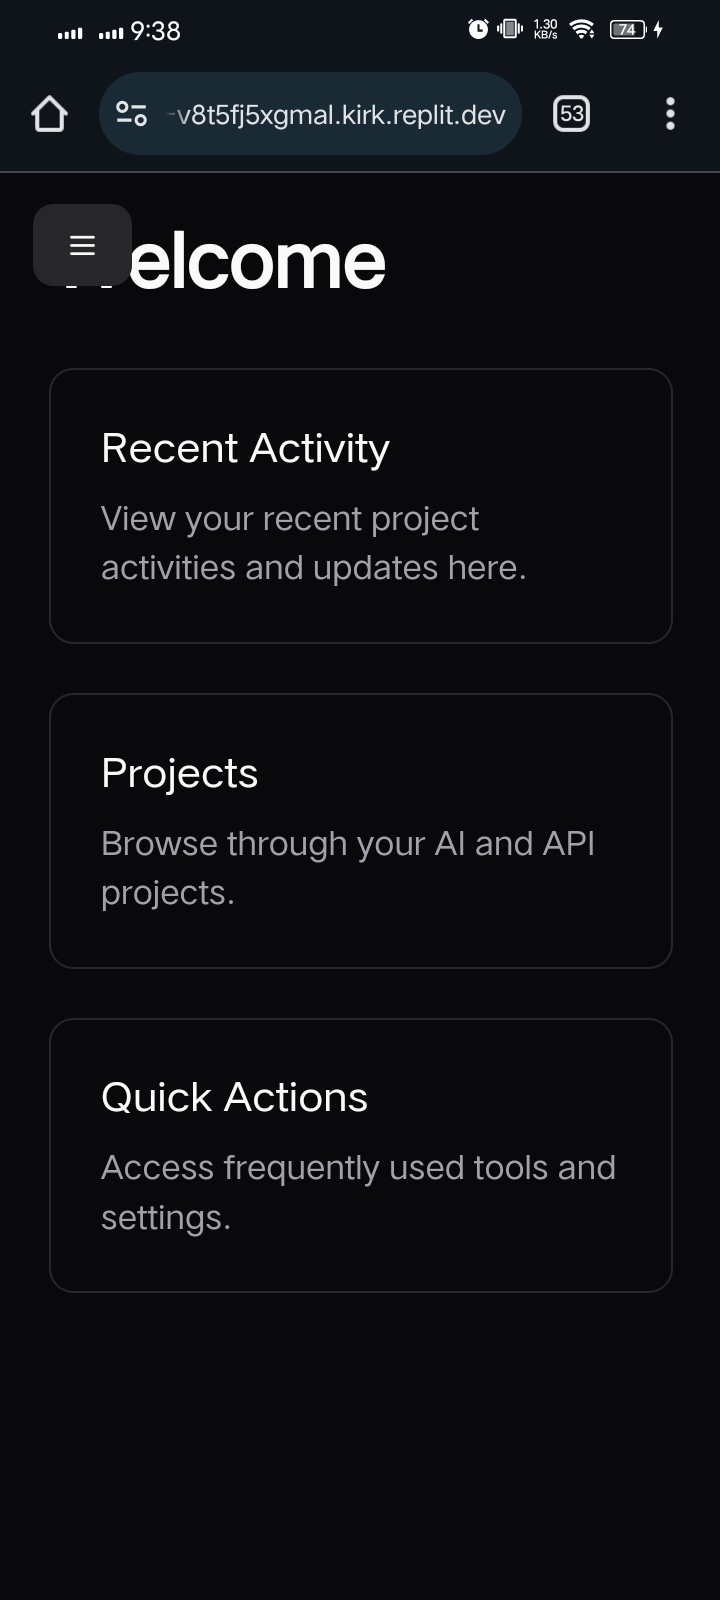 9:38
1.30
KB/s
74
-v8t5fj5xgmal.kirk.replit.dev
53
elcome
Recent Activity
View your recent project
activities and updates here.
Projects
Browse through your AI and API
projects.
Quick Actions
Access frequently used tools and
settings.